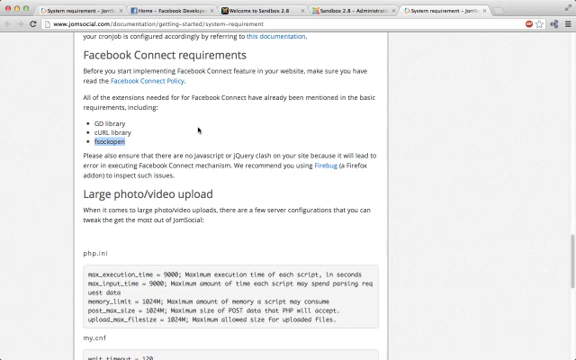 System requirement – JomS
Home – Facebook Develop
Welcome to Sandbox 2.8
Sandbox 2.8 – Administrat
System requirement – JomS
www.jomsocial.com/documentation/getting-started/system-requirement
your cronjob is configured accordingly by referring to this documentation.
Facebook Connect requirements
Before you start implementing Facebook Connect feature in your website, make sure you have
read the Facebook Connect Policy.
All of the extensions needed for for Facebook Connect have already been mentioned in the basic
requirements, including:
GD library
cURL library
fsockopen
Please also ensure that there are no javascript or jQuery clash on your site because it will lead to
error in executing Facebook Connect mechanism. We recommend you using Firebug (a Firefox
addon) to inspect such issues.
Large photo/video upload
When it comes to large photo/video uploads, there are a few server configurations that you can
tweak the get the most out of JomSocial:
php.ini
max_execution_time = 9000; Maximum execution time of each script, in seconds
max_input_time = 9000; Maximum amount of time each script may spend parsing req
uest data
memory_limit = 1024M; Maximum amount of memory a script may consume
post_max_size = 1024M; Maximum size of POST data that PHP will accept.
upload_max_filesize = 1024M; Maximum allowed size for uploaded files.
my.cnf
wait_timeout = 120